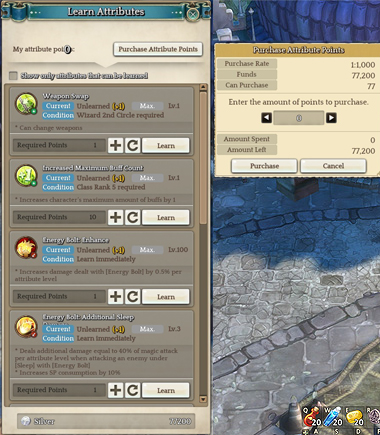 Learn Attributes
My attribute points: 0
Purchase Attribute Points
Show only attributes that can be learned
Weapon Swap
Current Unlearned (+1) Max. Lv.1
Condition Wizard 2nd Circle required
* Can change weapons
Required Points 1 Learn
Increased Maximum Buff Count
Current Unlearned (+1) Max. Lv.1
Condition Class Rank 5 required
* Increases character's maximum amount of buffs by 1
Required Points 10 Learn
Energy Bolt: Enhance
Current Unlearned (+1) Max. Lv.100
Condition Learn immediately
* Increases damage dealt with [Energy Bolt] by 0.5% per
attribute level
Required Points 1 Learn
Energy Bolt: Additional Sleep
Current Unlearned (+1) Max. Lv.3
Condition Learn immediately
* Deals additional damage equal to 40% of magic attack
per attribute level when attacking an enemy under
[Sleep] with [Energy Bolt]
* Increases SP consumption by 10%
Required Points 1 Learn
Silver 77200
Purchase Attribute Points
Purchase Rate 1:1,000
Funds 77,200
Can Purchase 77
Enter the amount of points to purchase.
0
Amount Spent 0
Amount Left 77,200
Purchase Cancel
Q W E R
20 20 20
A S D F